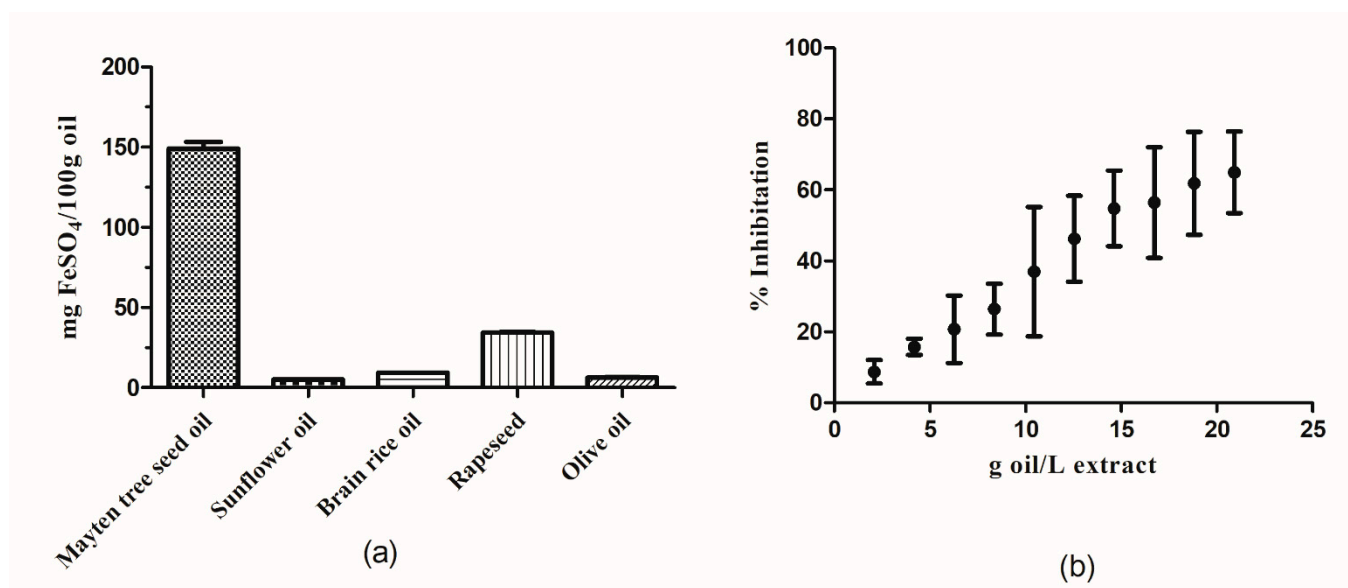 200
150
100
50
0
mg FeSO₄/100g oil
Mayten tree seed oil
Sunflower oil
Brain rice oil
Rapeseed
Olive oil
(a)
100
80
60
40
20
0
% Inhibitation
0 5 10 15 20 25
g oil/L extract
(b)